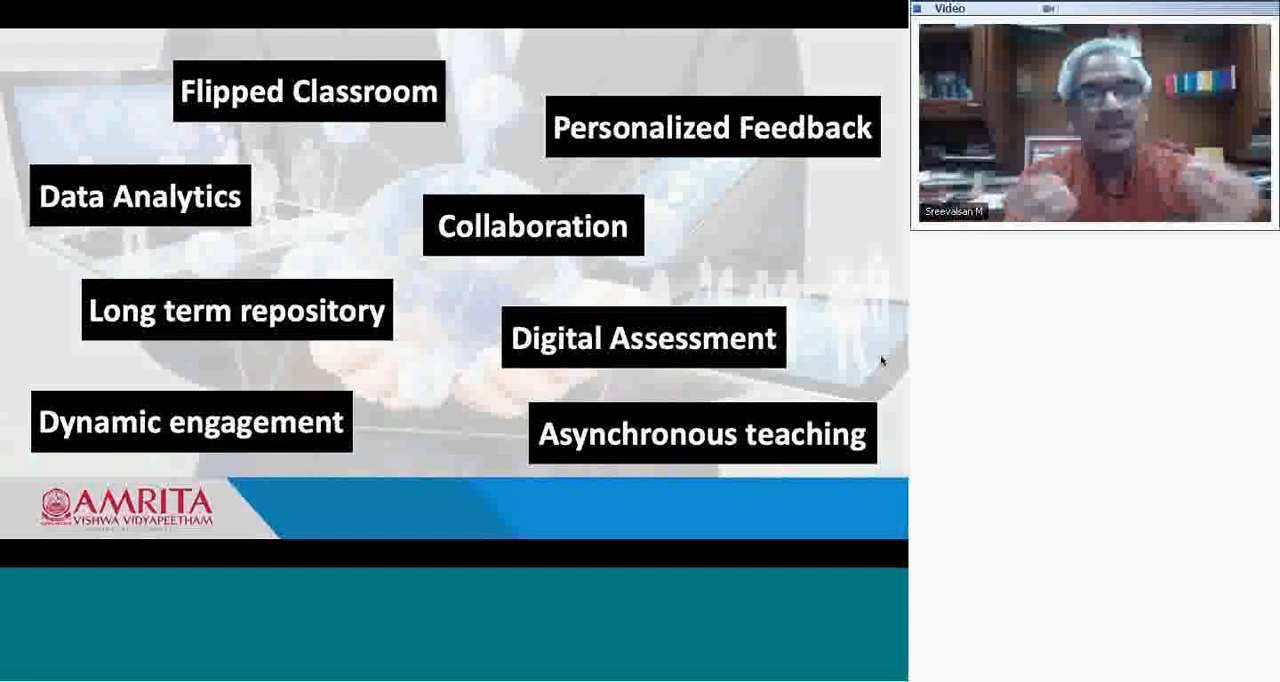 Video
Flipped Classroom
Personalized Feedback
Data Analytics
Collaboration
Long term repository
Digital Assessment
Dynamic engagement
Asynchronous teaching
AMRITA
VISHWA VIDYAPEETHAM
Sreevalsan M